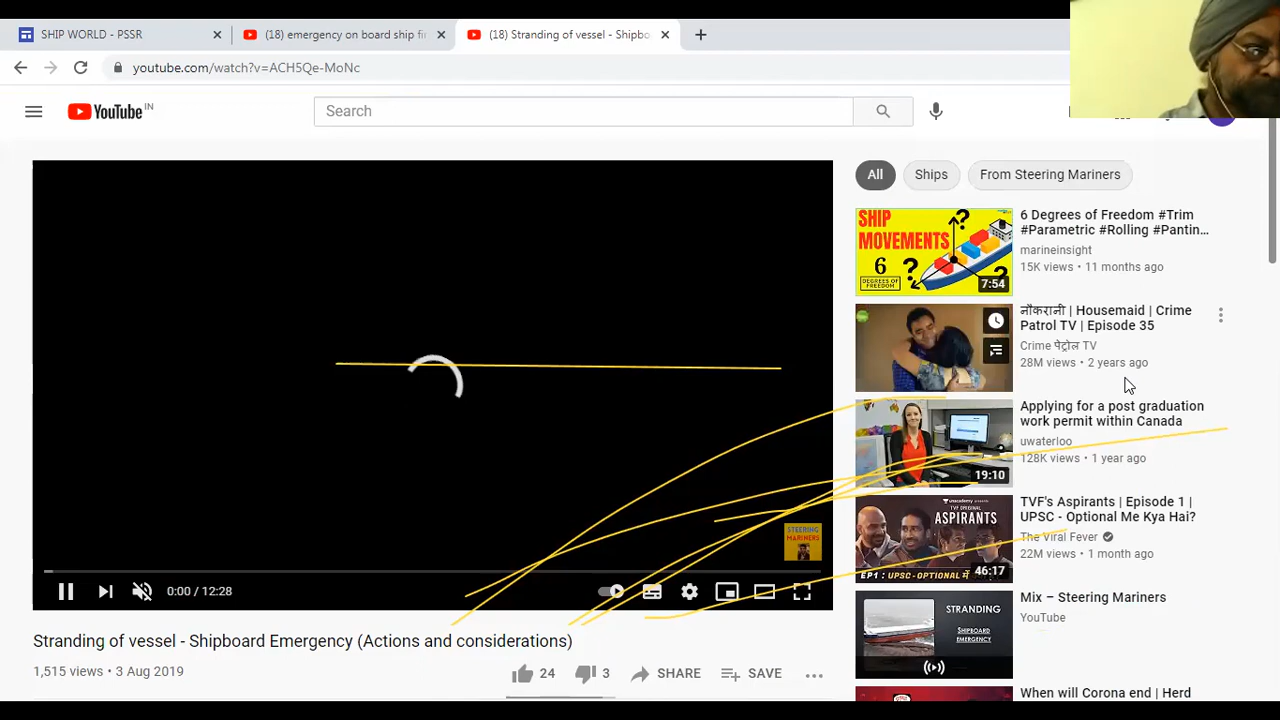 SHIP WORLD - PSSR
(18) emergency on board ship fi
(18) Stranding of vessel - Shipbo
youtube.com/watch?v=ACH5Qe-MoNc
YouTube IN
Search
All
Ships
From Steering Mariners
SHIP
MOVEMENTS
6
DEGREES OF
FREEDOM
7:54
6 Degrees of Freedom #Trim
#Parametric #Rolling #Pantin...
marineinsight
15K views • 11 months ago
नौकरानी | Housemaid | Crime
Patrol TV | Episode 35
Crime पेट्रोल TV
28M views • 2 years ago
19:10
Applying for a post graduation
work permit within Canada
uwaterloo
128K views • 1 year ago
unacademy presents
TVF ORIGINAL
ASPIRANTS
EP1 : UPSC - OPTIONAL में
46:17
TVF's Aspirants | Episode 1 |
UPSC - Optional Me Kya Hai?
The Viral Fever
22M views • 1 month ago
STEERING
MARINERS
0:00 / 12:28
STRANDING
SHIPBOARD
EMERGENCY
Mix – Steering Mariners
YouTube
Stranding of vessel - Shipboard Emergency (Actions and considerations)
1,515 views • 3 Aug 2019
24
3
SHARE
SAVE
When will Corona end | Herd